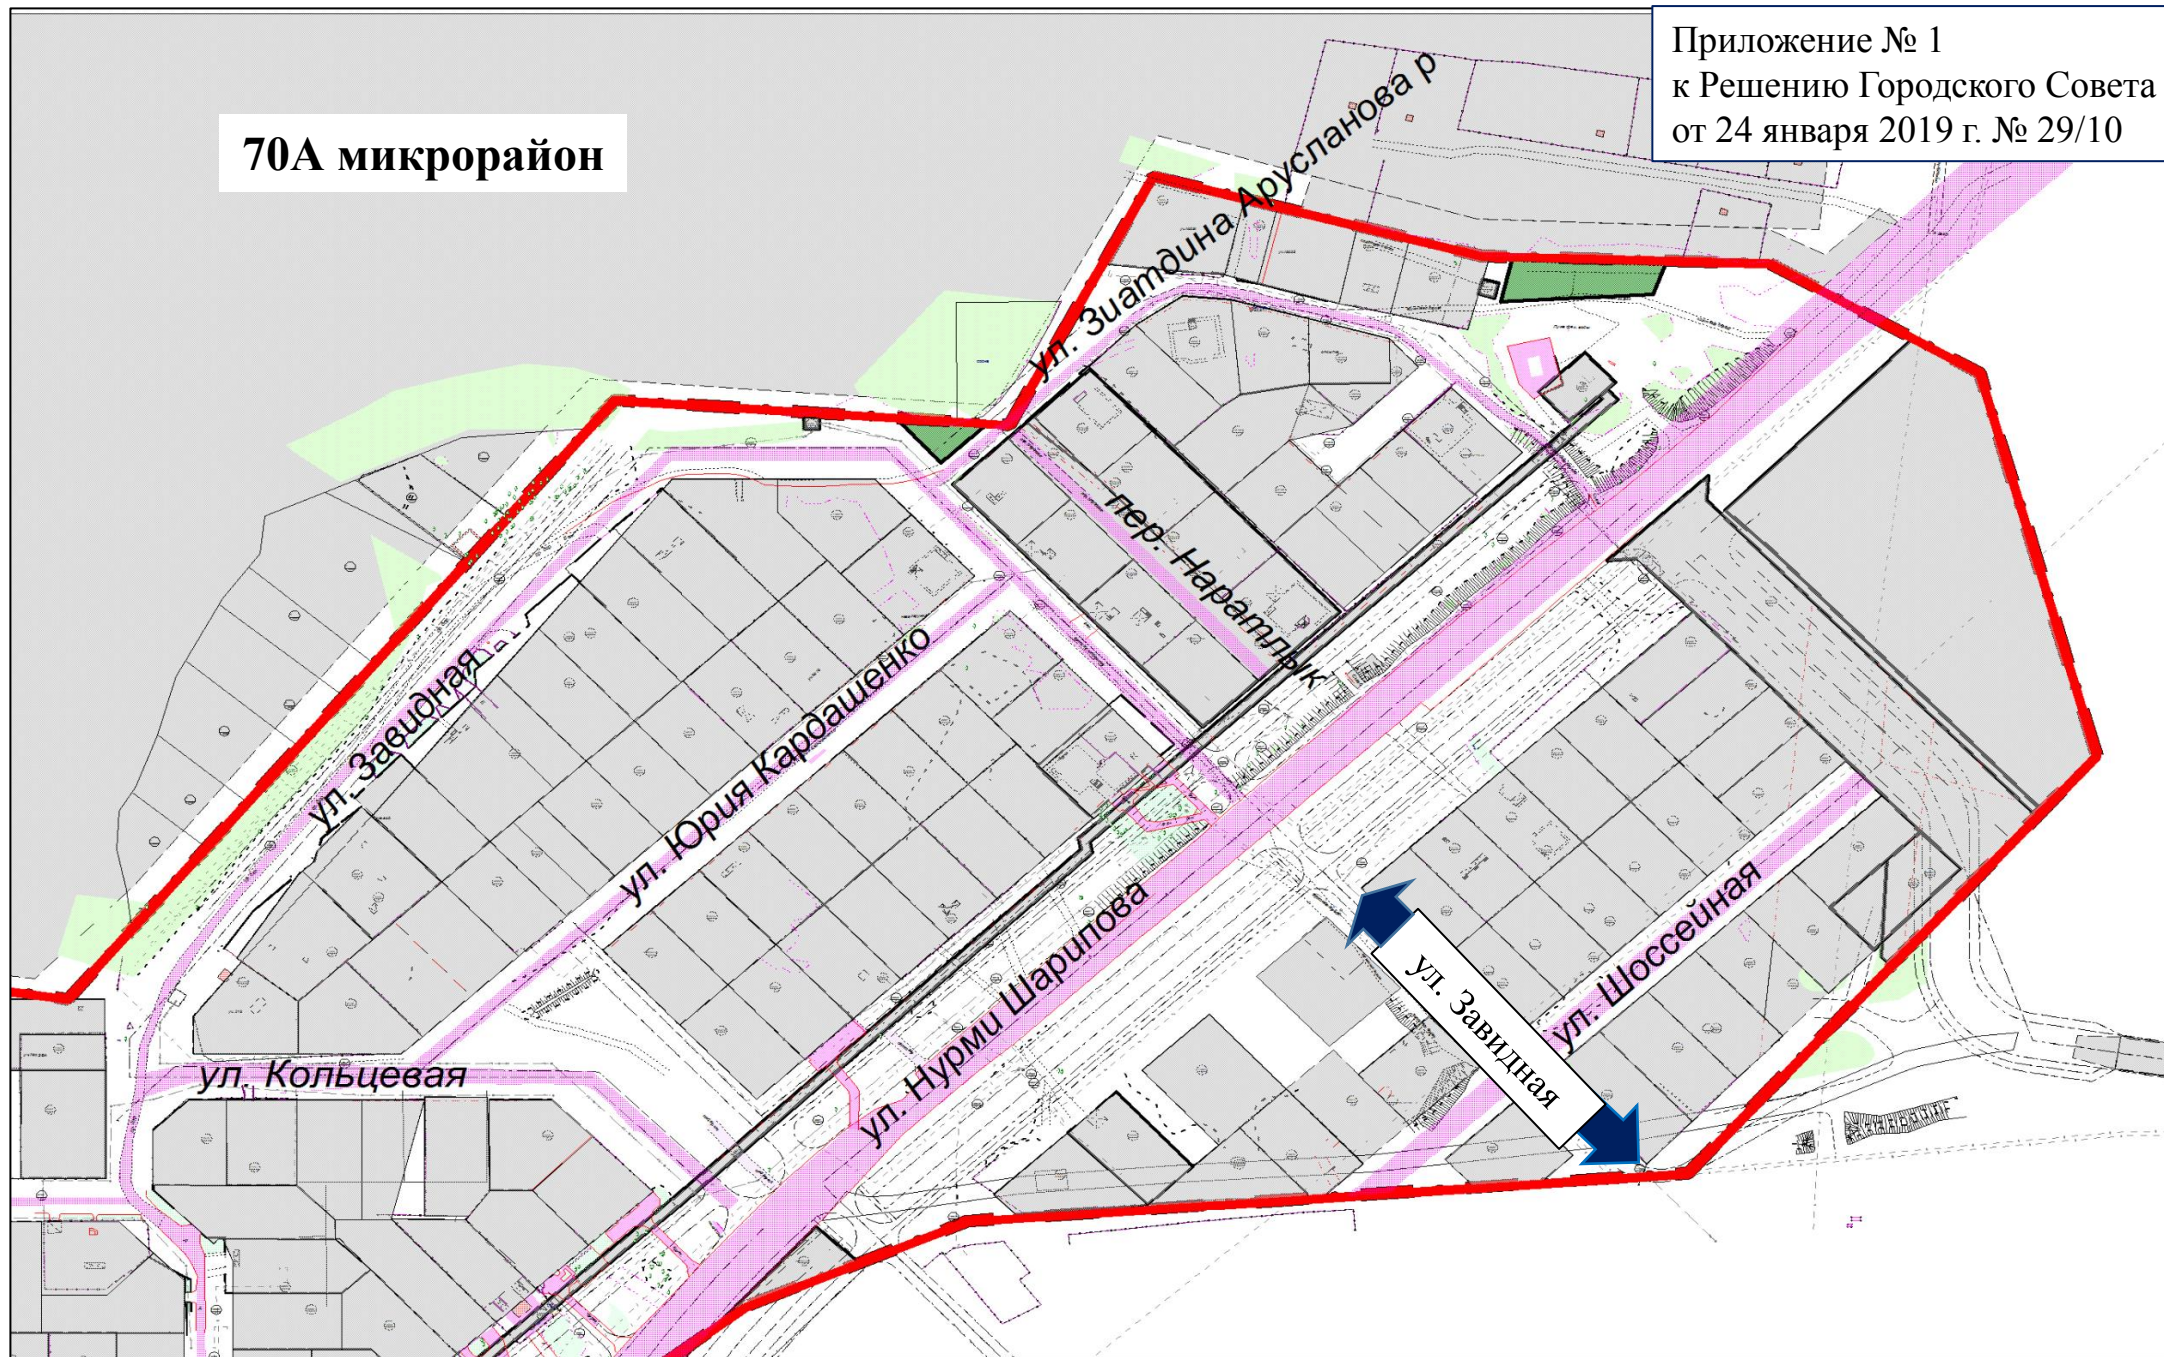 Приложение № 1
к Решению Городского Совета
от 24 января 2019 г. № 29/10
70А микрорайон
ул. Зиатдина Арусланова р
пер. Наратлык
ул. Завидная
ул. Юрия Кардашенко
ул. Шоссейная
ул. Нурми Шарипова
ул. Завидная
ул. Кольцевая